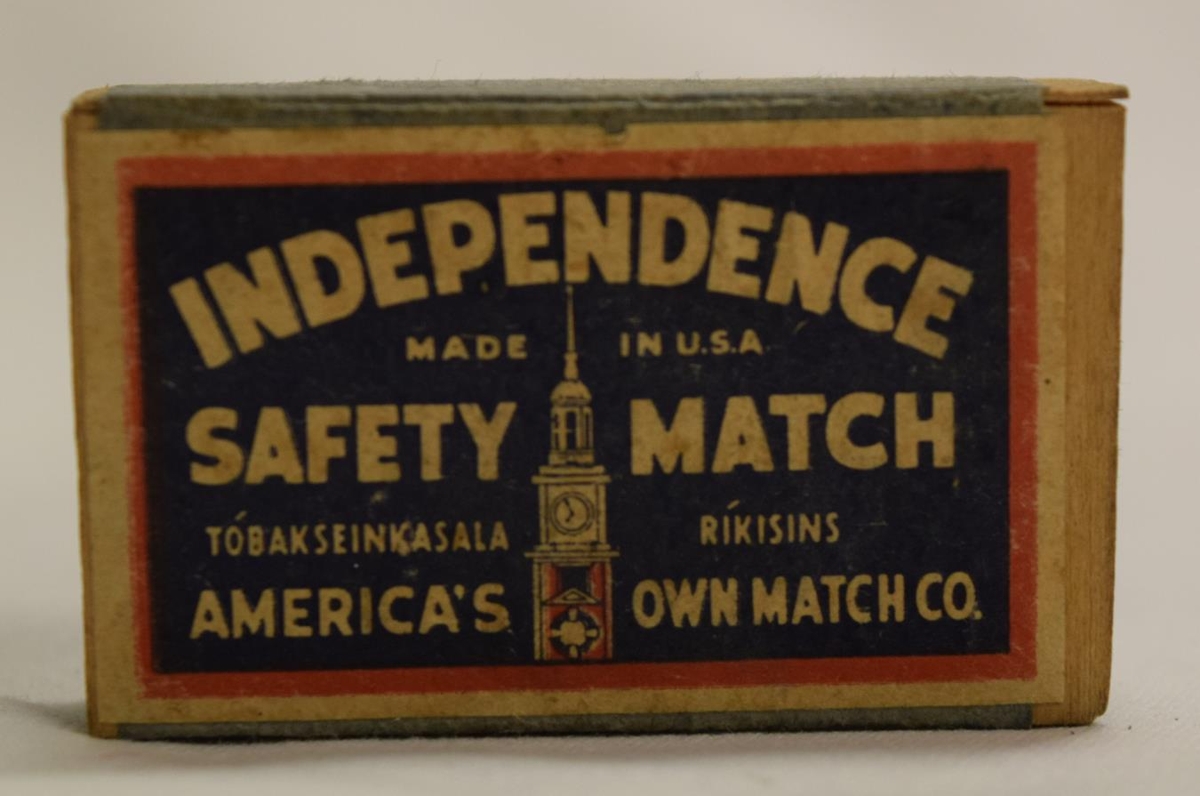 INDEPENDENCE
MADE IN U.S.A
SAFETY MATCH
TÓBAKSEINKASALA RÍKISINS
AMERICA'S OWN MATCH CO.